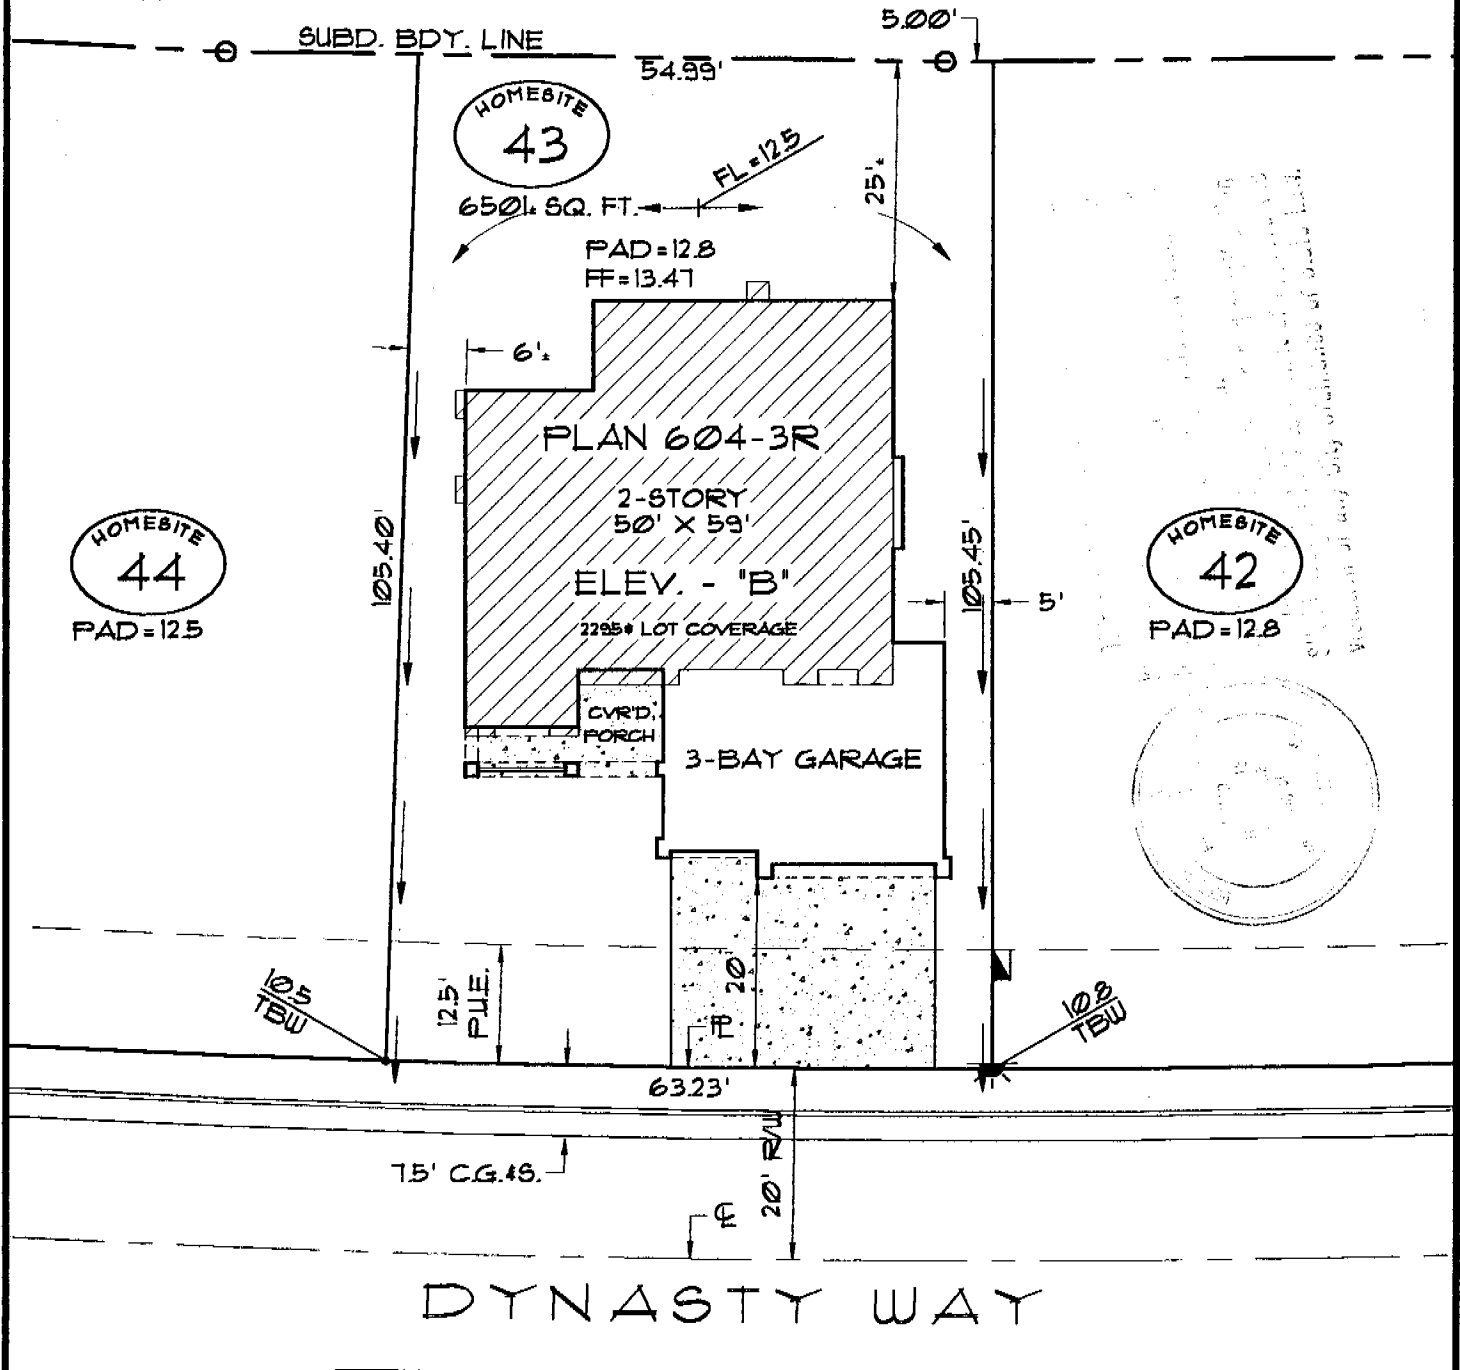 5.00'
SUBD. BDY. LINE
54.99'
HOMESITE
43
FL=12.5
25'±
6501± SQ. FT.
PAD=12.8
FF=13.47
6'±
PLAN 604-3R
2-STORY
50' X 59'
105.40'
105.45'
HOMESITE
44
PAD=12.5
HOMESITE
42
PAD=12.8
ELEV. - "B"
5'
LOT COVERAGE
CVR'D.
PORCH
3-BAY GARAGE
10.5
TBW
12.5'
P.U.E.
20'
PL
10.8
TBW
63.23'
7.5' C.G.&S.
20' R/W
CL
DYNASTY WAY